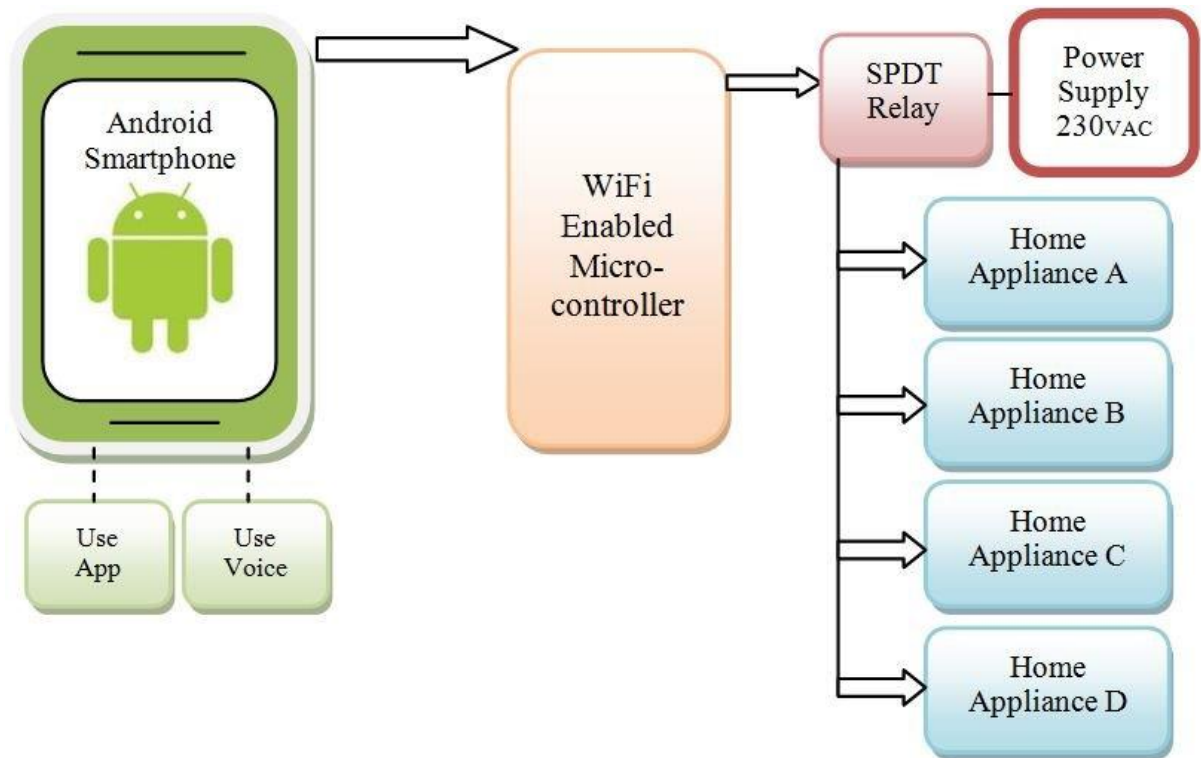 Android
Smartphone
Use
App
Use
Voice
WiFi
Enabled
Micro-
controller
SPDT
Relay
Power
Supply
230VAC
Home
Appliance A
Home
Appliance B
Home
Appliance C
Home
Appliance D